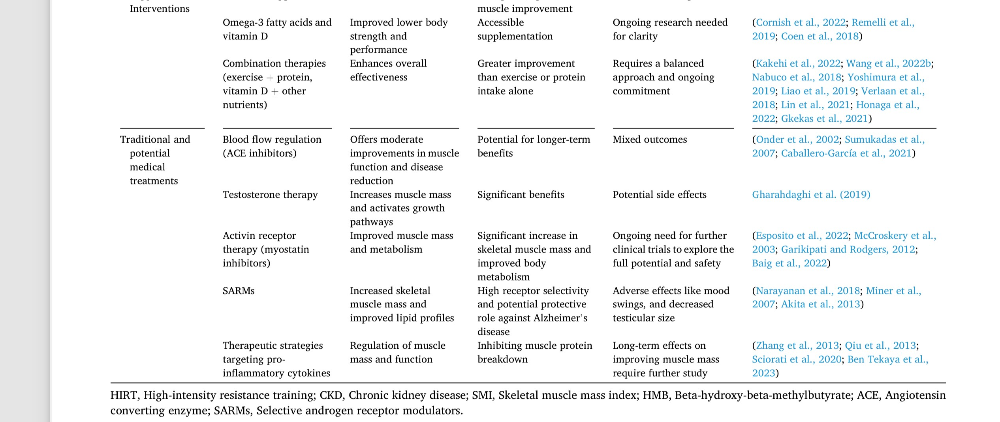 Interventions
muscle improvement
Omega-3 fatty acids and
vitamin D
Improved lower body
strength and
performance
Accessible
supplementation
Ongoing research needed
for clarity
(Cornish et al., 2022; Remelli et al.,
2019; Coen et al., 2018)
Combination therapies
(exercise + protein,
vitamin D + other
nutrients)
Enhances overall
effectiveness
Greater improvement
than exercise or protein
intake alone
Requires a balanced
approach and ongoing
commitment
(Kakehi et al., 2022; Wang et al., 2022b;
Nabuco et al., 2018; Yoshimura et al.,
2019; Liao et al., 2019; Verlaan et al.,
2018; Lin et al., 2021; Honaga et al.,
2022; Gkekas et al., 2021)
Traditional and
potential
medical
treatments
Blood flow regulation
(ACE inhibitors)
Offers moderate
improvements in muscle
function and disease
reduction
Potential for longer-term
benefits
Mixed outcomes
(Onder et al., 2002; Sumukadas et al.,
2007; Caballero-García et al., 2021)
Testosterone therapy
Increases muscle mass
and activates growth
pathways
Significant benefits
Potential side effects
Gharahdaghi et al. (2019)
Activin receptor
therapy (myostatin
inhibitors)
Improved muscle mass
and metabolism
Significant increase in
skeletal muscle mass and
improved body
metabolism
Ongoing need for further
clinical trials to explore the
full potential and safety
(Esposito et al., 2022; McCroskery et al.,
2003; Garikipati and Rodgers, 2012;
Baig et al., 2022)
SARMs
Increased skeletal
muscle mass and
improved lipid profiles
High receptor selectivity
and potential protective
role against Alzheimer's
disease
Adverse effects like mood
swings, and decreased
testicular size
(Narayanan et al., 2018; Miner et al.,
2007; Akita et al., 2013)
Therapeutic strategies
targeting pro-
inflammatory cytokines
Regulation of muscle
mass and function
Inhibiting muscle protein
breakdown
Long-term effects on
improving muscle mass
require further study
(Zhang et al., 2013; Qiu et al., 2013;
Sciorati et al., 2020; Ben Tekaya et al.,
2023)
HIRT, High-intensity resistance training; CKD, Chronic kidney disease; SMI, Skeletal muscle mass index; HMB, Beta-hydroxy-beta-methylbutyrate; ACE, Angiotensin
converting enzyme; SARMs, Selective androgen receptor modulators.